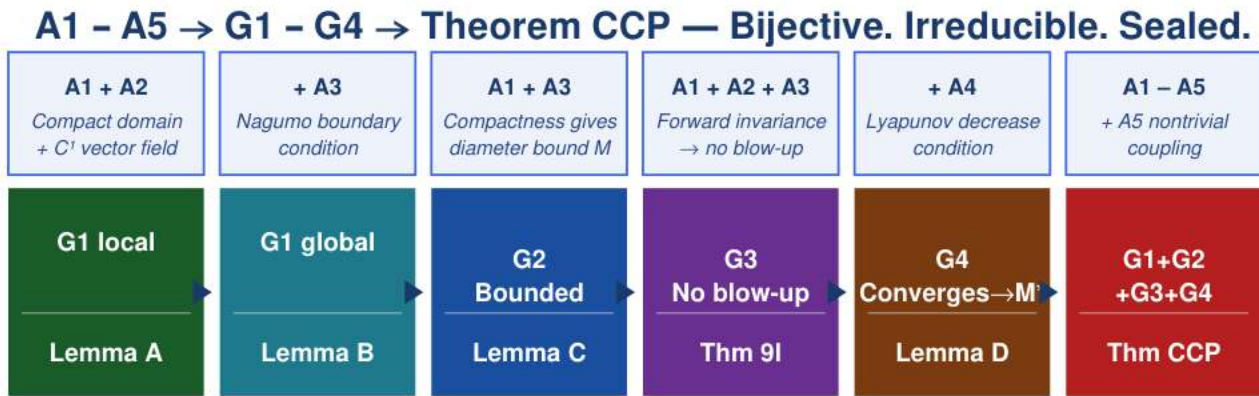 A1 – A5 → G1 – G4 → Theorem CCP — Bijective. Irreducible. Sealed.
A1 + A2
Compact domain
+ C¹ vector field
+ A3
Nagumo boundary
condition
A1 + A3
Compactness gives
diameter bound M
A1 + A2 + A3
Forward invariance
→ no blow-up
+ A4
Lyapunov decrease
condition
A1 – A5
+ A5 nontrivial
coupling
G1 local
Lemma A
G1 global
Lemma B
G2
Bounded
Lemma C
G3
No blow-up
Thm 9I
G4
Converges→M*
Lemma D
G1+G2
+G3+G4
Thm CCP